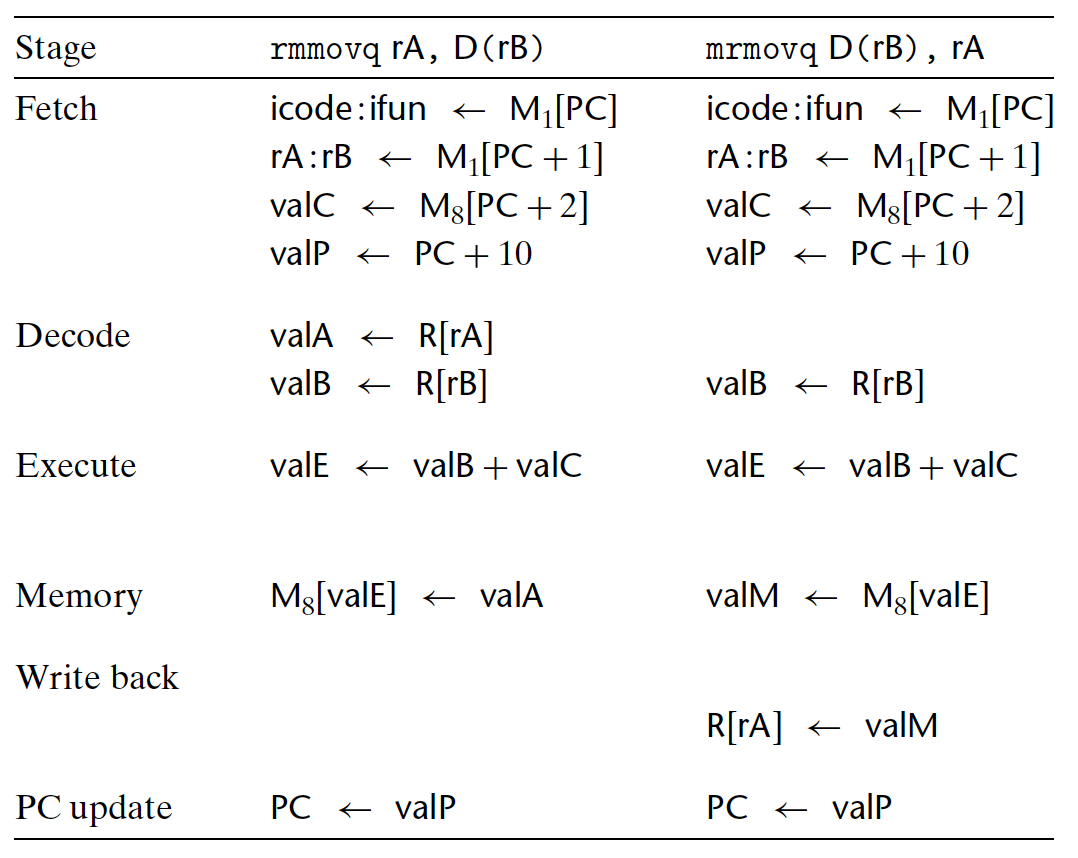 Stage rmmovq rA, D(rB) mrmovq D(rB), rA
Fetch icode:ifun ← M₁[PC] icode:ifun ← M₁[PC]
rA:rB ← M₁[PC + 1] rA:rB ← M₁[PC + 1]
valC ← M₈[PC + 2] valC ← M₈[PC + 2]
valP ← PC + 10 valP ← PC + 10
Decode valA ← R[rA]
valB ← R[rB] valB ← R[rB]
Execute valE ← valB + valC valE ← valB + valC
Memory M₈[valE] ← valA valM ← M₈[valE]
Write back
R[rA] ← valM
PC update PC ← valP PC ← valP